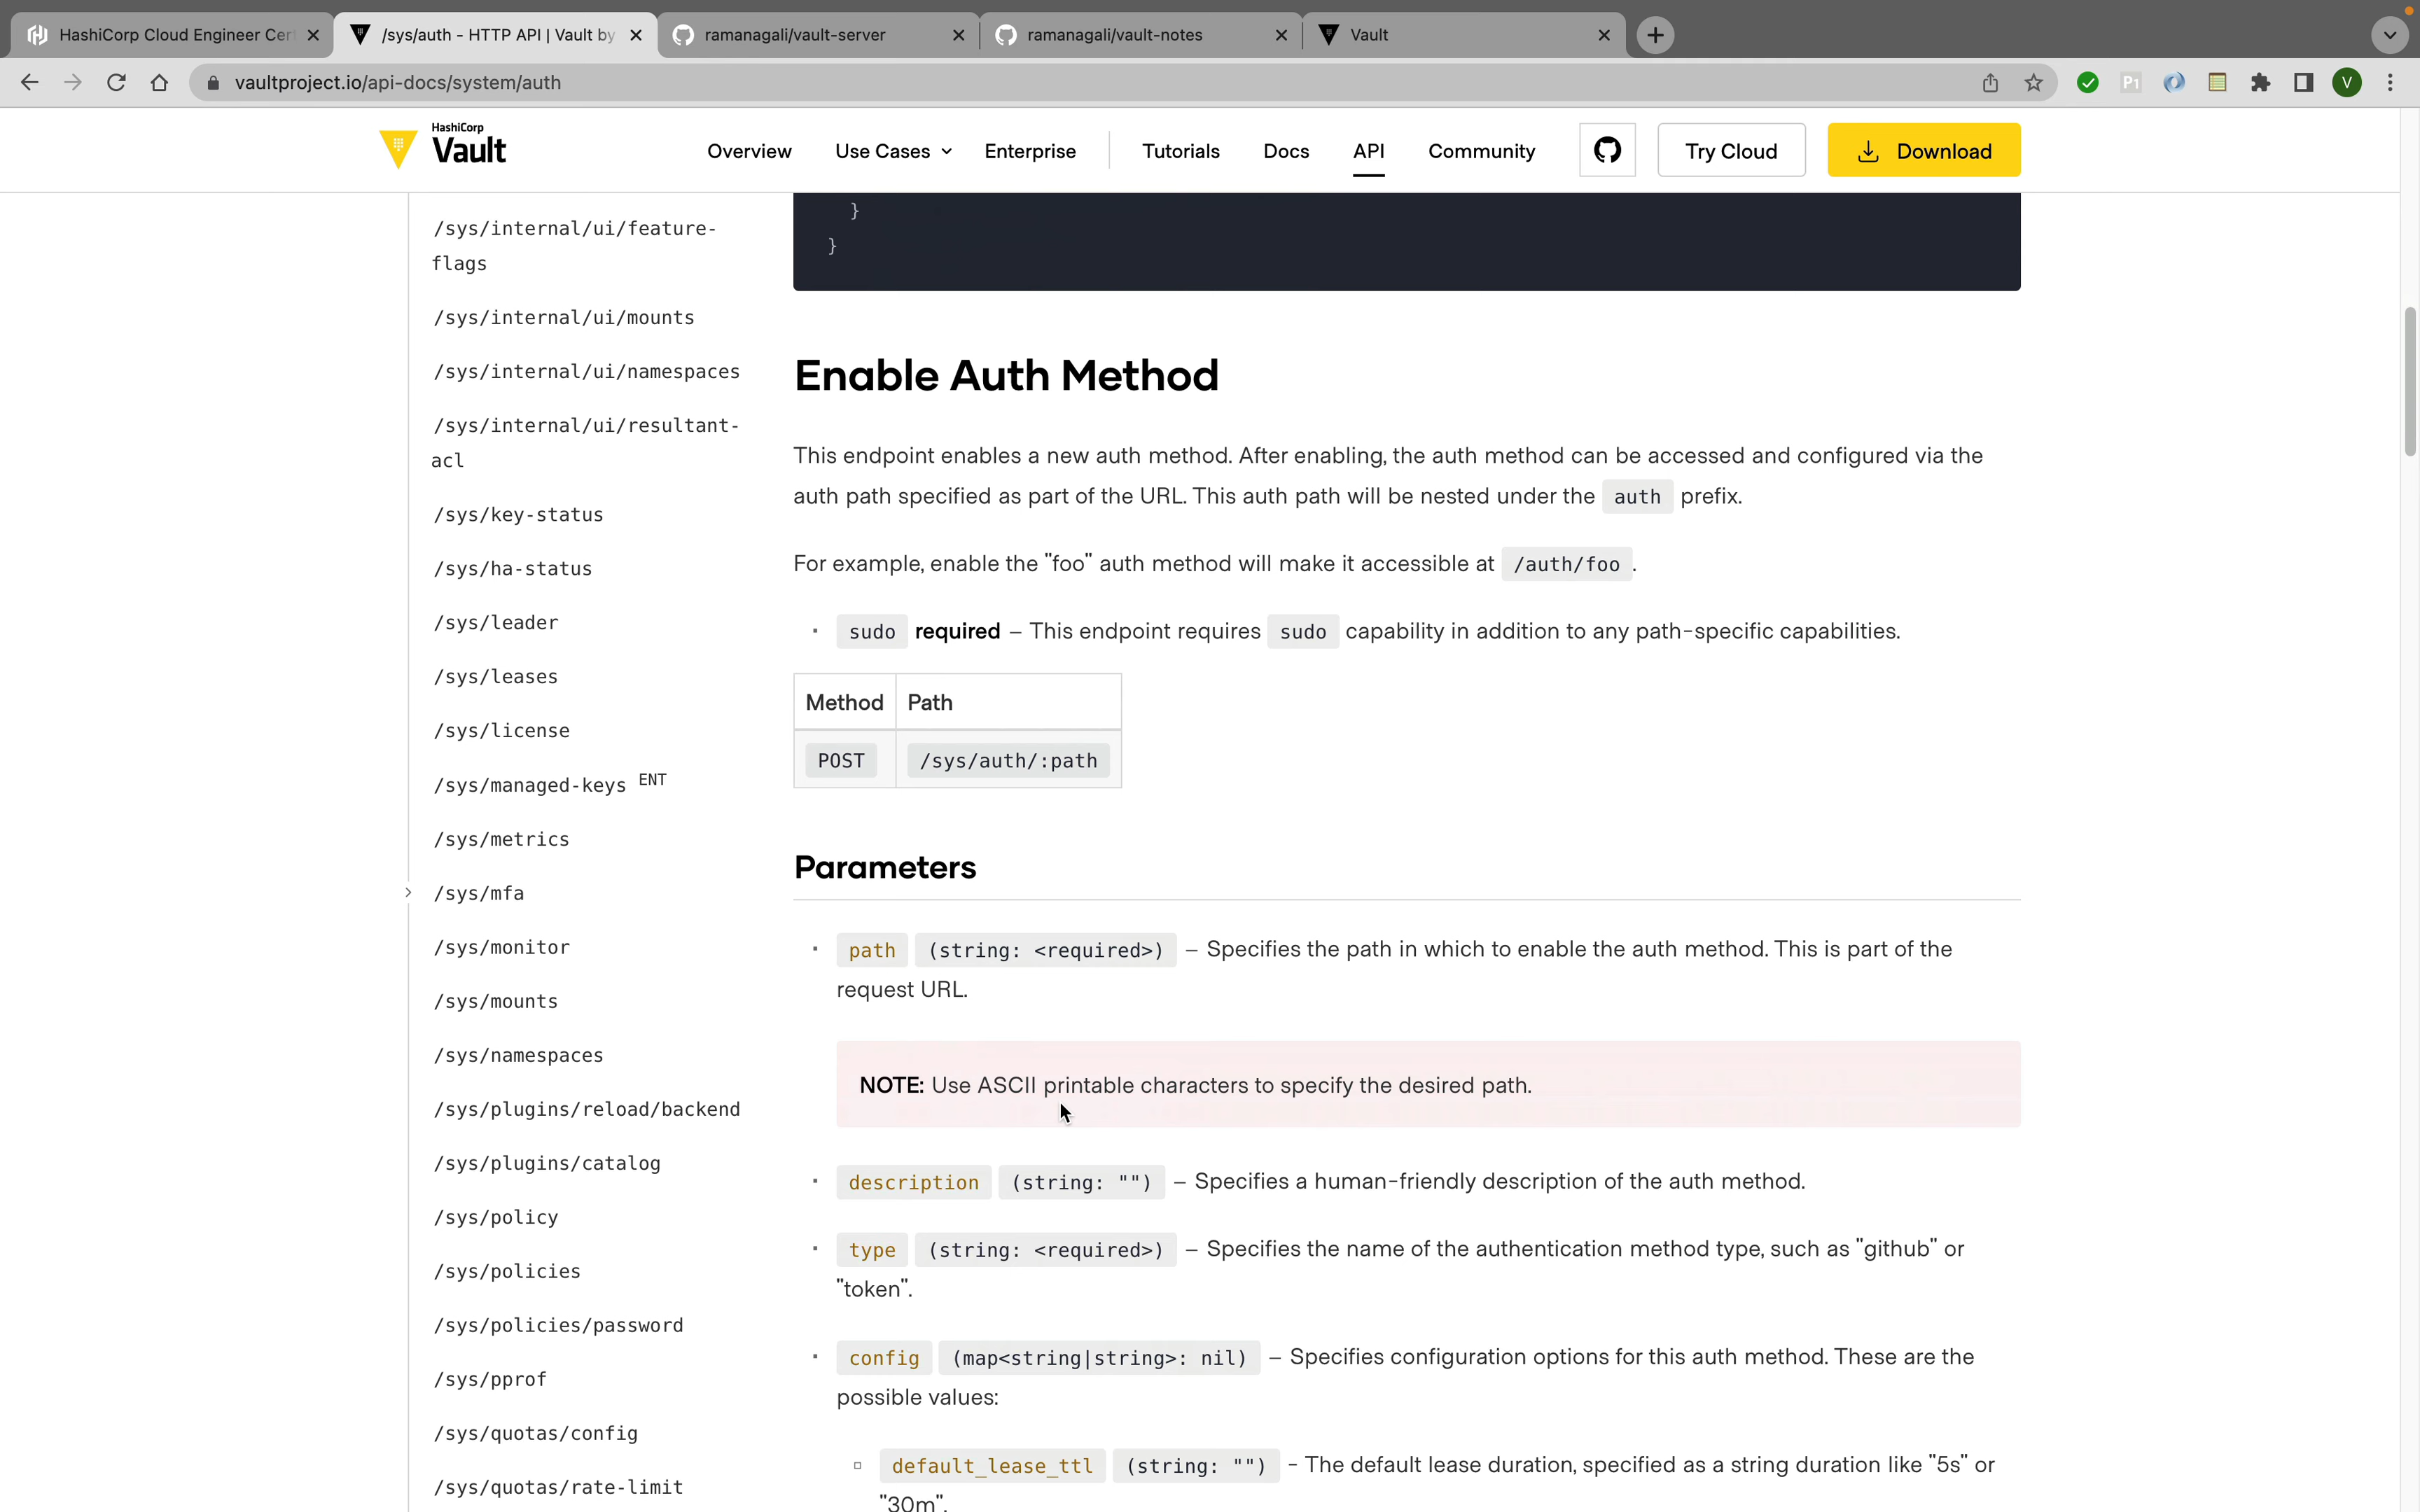 HashiCorp Cloud Engineer Cer
/sys/auth - HTTP API | Vault by
ramanagali/vault-server
ramanagali/vault-notes
Vault
vaultproject.io/api-docs/system/auth
P1
V
HashiCorp
Vault
Overview
Use Cases
Enterprise
Tutorials
Docs
API
Community
Try Cloud
Download
/sys/internal/ui/feature-
flags
/sys/internal/ui/mounts
/sys/internal/ui/namespaces
/sys/internal/ui/resultant-
acl
/sys/key-status
/sys/ha-status
/sys/leader
/sys/leases
/sys/license
/sys/managed-keys ENT
/sys/metrics
/sys/mfa
/sys/monitor
/sys/mounts
/sys/namespaces
/sys/plugins/reload/backend
/sys/plugins/catalog
/sys/policy
/sys/policies
/sys/policies/password
/sys/pprof
/sys/quotas/config
/sys/quotas/rate-limit
}
}
Enable Auth Method
This endpoint enables a new auth method. After enabling, the auth method can be accessed and configured via the
auth path specified as part of the URL. This auth path will be nested under the auth prefix.
For example, enable the "foo" auth method will make it accessible at /auth/foo .
sudo required – This endpoint requires sudo capability in addition to any path-specific capabilities.
Method Path
POST /sys/auth/:path
Parameters
path (string: <required>) – Specifies the path in which to enable the auth method. This is part of the
request URL.
NOTE: Use ASCII printable characters to specify the desired path.
description (string: "") – Specifies a human-friendly description of the auth method.
type (string: <required>) – Specifies the name of the authentication method type, such as "github" or
"token".
config (map<string|string>: nil) – Specifies configuration options for this auth method. These are the
possible values:
default_lease_ttl (string: "") - The default lease duration, specified as a string duration like "5s" or
"30m".